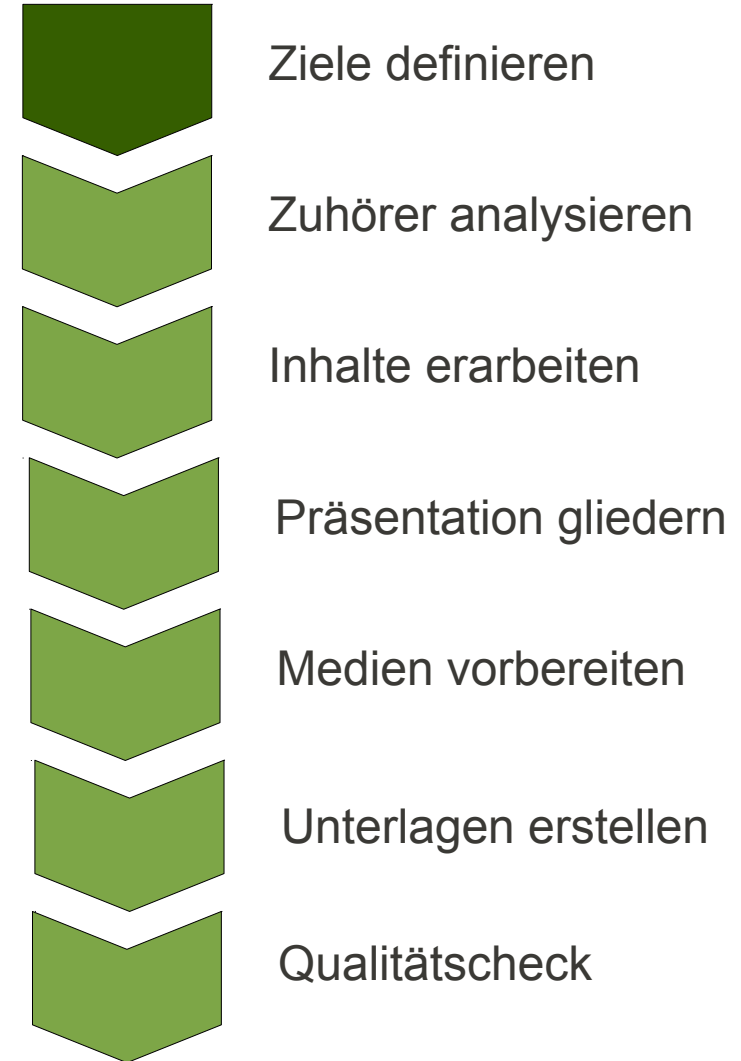 Ziele definieren
Zuhörer analysieren
Inhalte erarbeiten
Präsentation gliedern
Medien vorbereiten
Unterlagen erstellen
Qualitätscheck